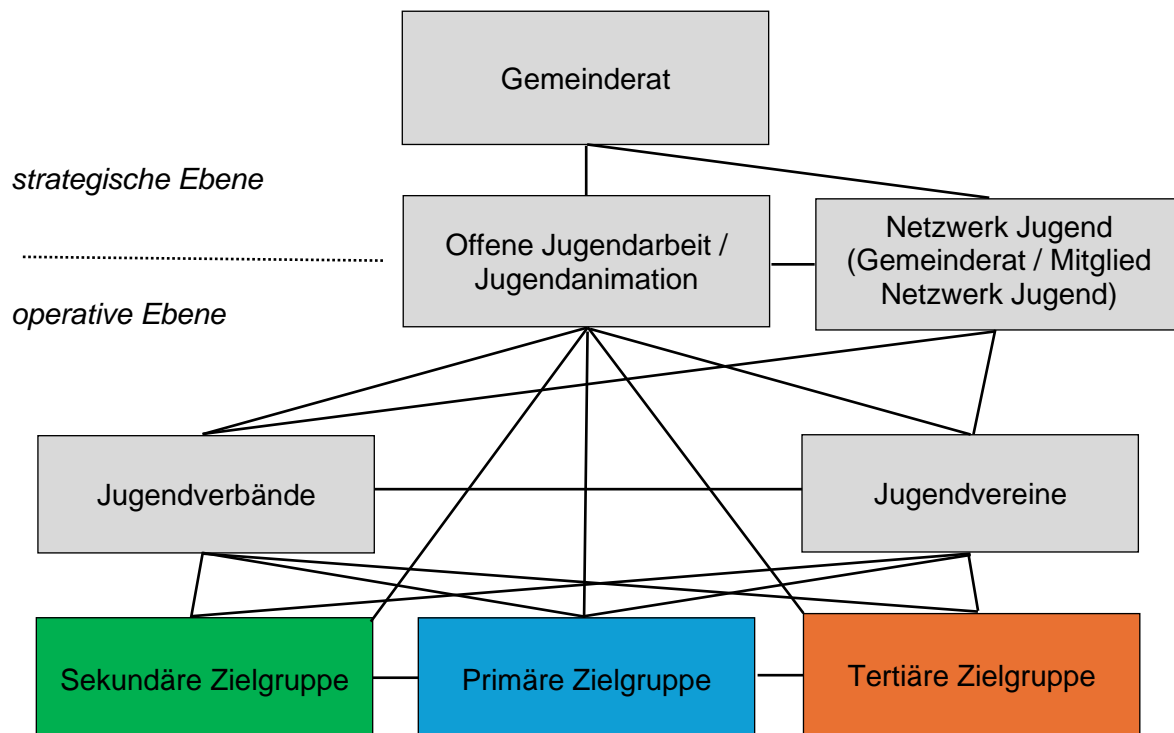 Gemeinderat
strategische Ebene
Offene Jugendarbeit /
Jugendanimation
Netzwerk Jugend
(Gemeinderat / Mitglied
Netzwerk Jugend)
operative Ebene
Jugendverbände
Jugendvereine
Sekundäre Zielgruppe
Primäre Zielgruppe
Tertiäre Zielgruppe